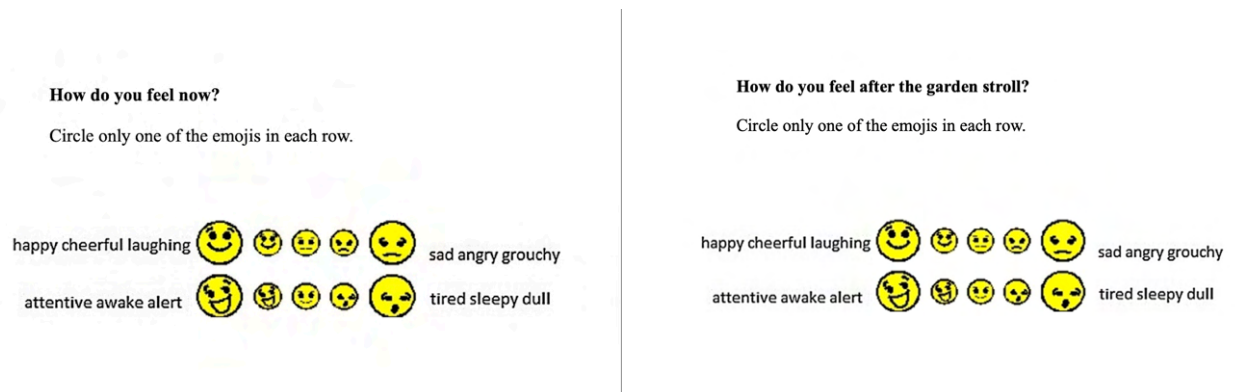 How do you feel now?
Circle only one of the emojis in each row.
happy cheerful laughing
sad angry grouchy
attentive awake alert
tired sleepy dull
How do you feel after the garden stroll?
Circle only one of the emojis in each row.
happy cheerful laughing
sad angry grouchy
attentive awake alert
tired sleepy dull